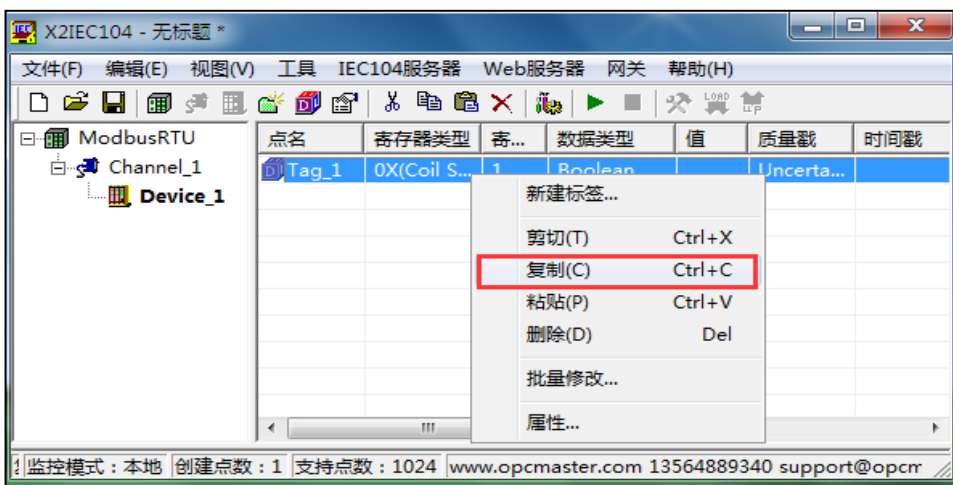 X2IEC104 - 无标题 *
文件(F) 编辑(E) 视图(V) 工具 IEC104服务器 Web服务器 网关 帮助(H)
LOAD UP
ModbusRTU
Channel_1
Device_1
点名 寄存器类型 寄... 数据类型 值 质量戳 时间戳
Tag_1 0X(Coil S... 1 Boolean Uncerta...
新建标签...
剪切(T) Ctrl+X
复制(C) Ctrl+C
粘贴(P) Ctrl+V
删除(D) Del
批量修改...
属性...
监控模式：本地 创建点数：1 支持点数：1024 www.opcmaster.com 13564889340 support@opcm